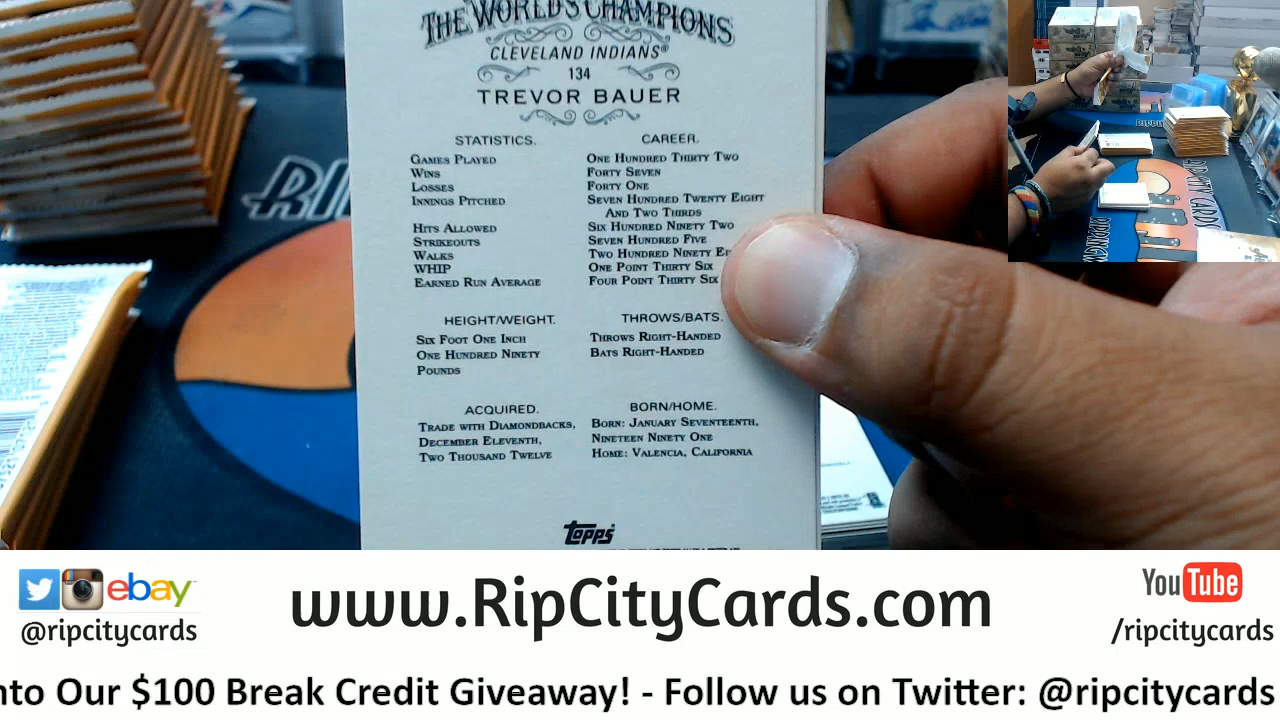 THE WORLD'S CHAMPIONS
CLEVELAND INDIANS®
134
TREVOR BAUER
STATISTICS. CAREER.
GAMES PLAYED ONE HUNDRED THIRTY TWO
WINS FORTY SEVEN
LOSSES FORTY ONE
INNINGS PITCHED SEVEN HUNDRED TWENTY EIGHT
AND TWO THIRDS
HITS ALLOWED SIX HUNDRED NINETY TWO
STRIKEOUTS SEVEN HUNDRED FIVE
WALKS TWO HUNDRED NINETY
WHIP ONE POINT THIRTY SIX
EARNED RUN AVERAGE FOUR POINT THIRTY SIX
HEIGHT/WEIGHT. THROWS/BATS.
SIX FOOT ONE INCH THROWS RIGHT-HANDED
ONE HUNDRED NINETY BATS RIGHT-HANDED
POUNDS
ACQUIRED. BORN/HOME.
TRADE WITH DIAMONDBACKS, BORN: JANUARY SEVENTEENTH,
DECEMBER ELEVENTH, NINETEEN NINETY ONE
TWO THOUSAND TWELVE HOME: VALENCIA, CALIFORNIA
Topps®
ebay
@ripcitycards
www.RipCityCards.com
YouTube
/ripcitycards
nto Our $100 Break Credit Giveaway! - Follow us on Twitter: @ripcitycards